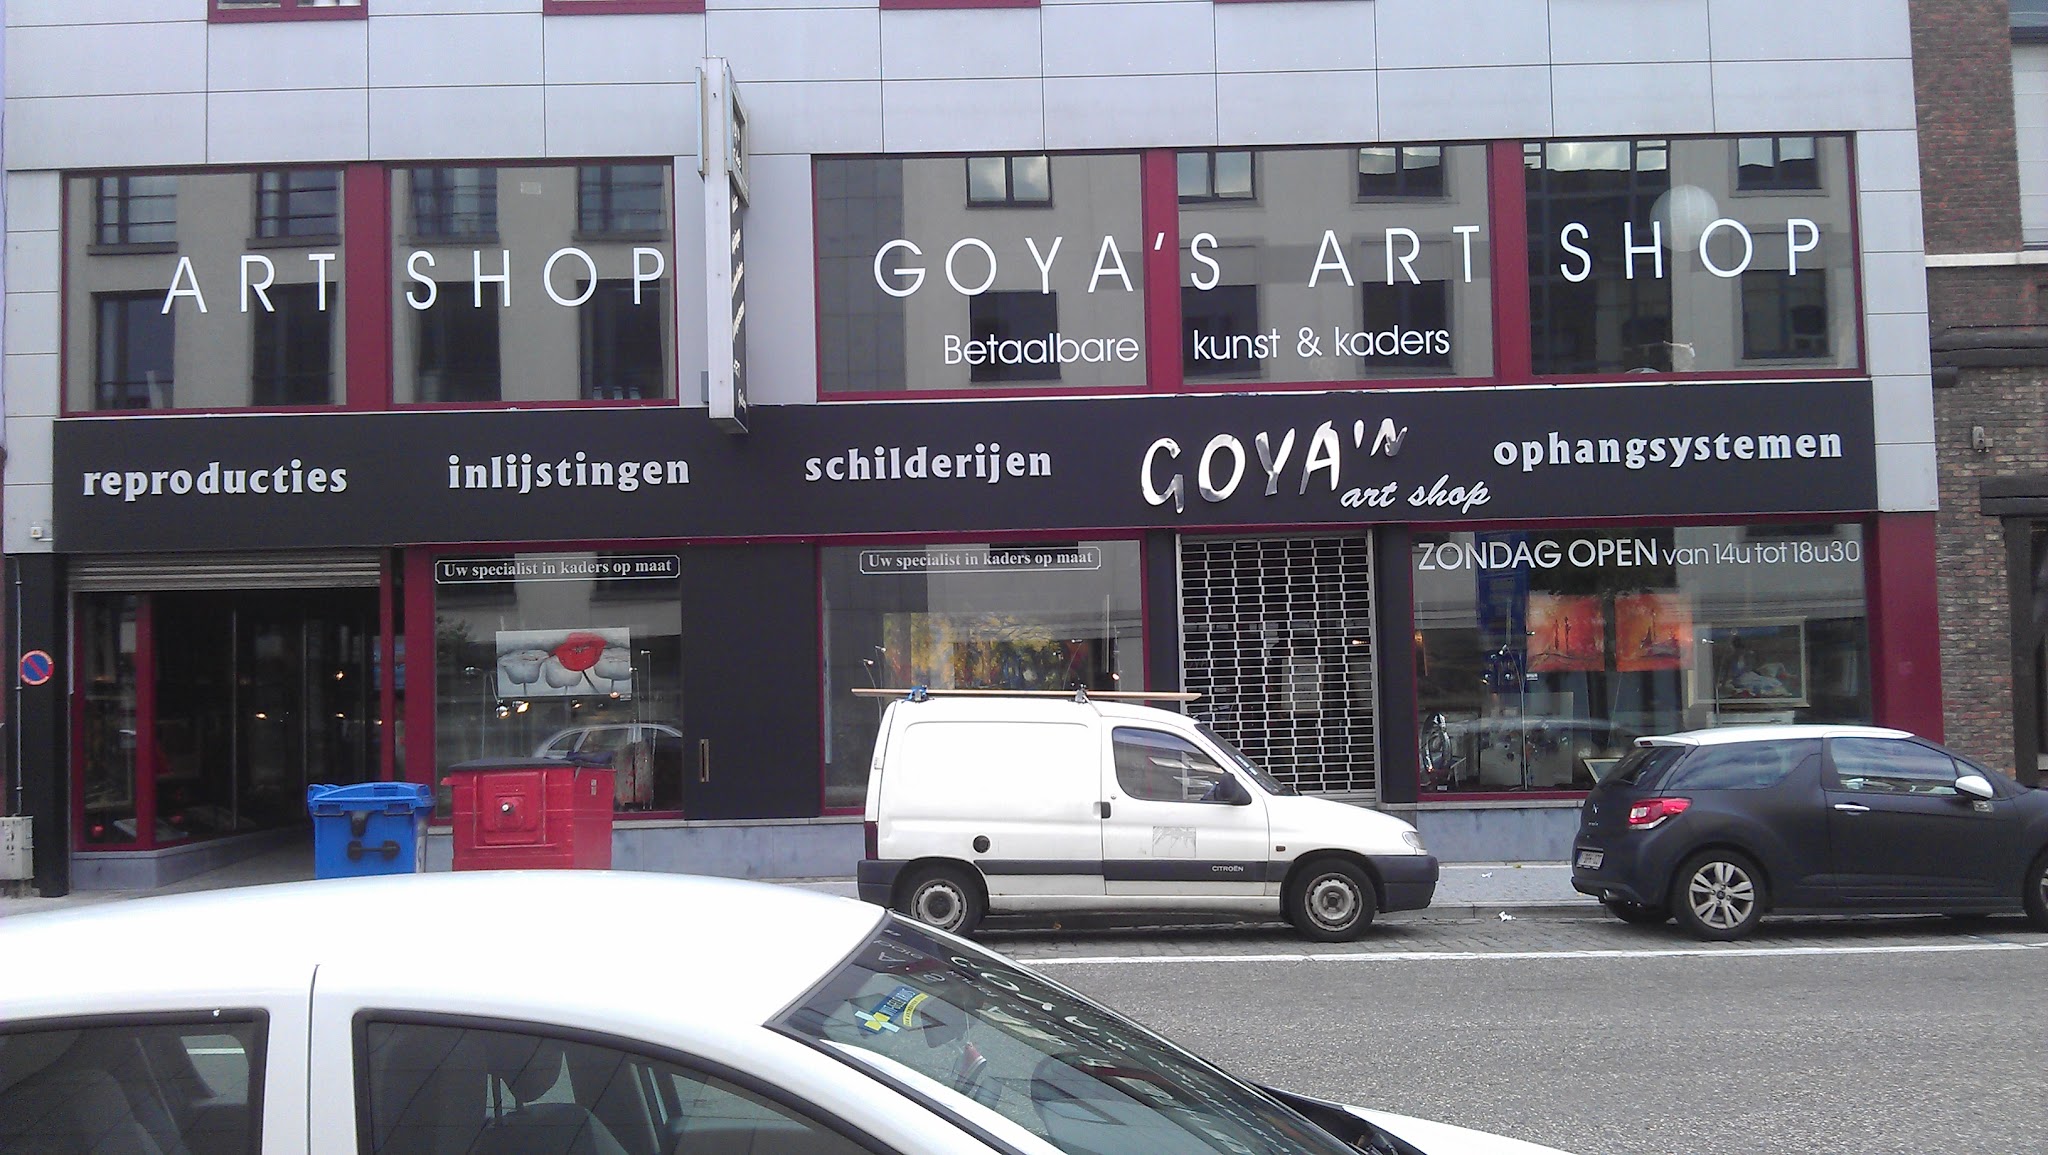 ART SHOP
GOYA'S ART SHOP
Betaalbare kunst & kaders
reproducties inlijstingen schilderijen GOYA'S art shop ophangsystemen
Uw specialist in kaders op maat
Uw specialist in kaders op maat
ZONDAG OPEN van 14u tot 18u30
CITROËN